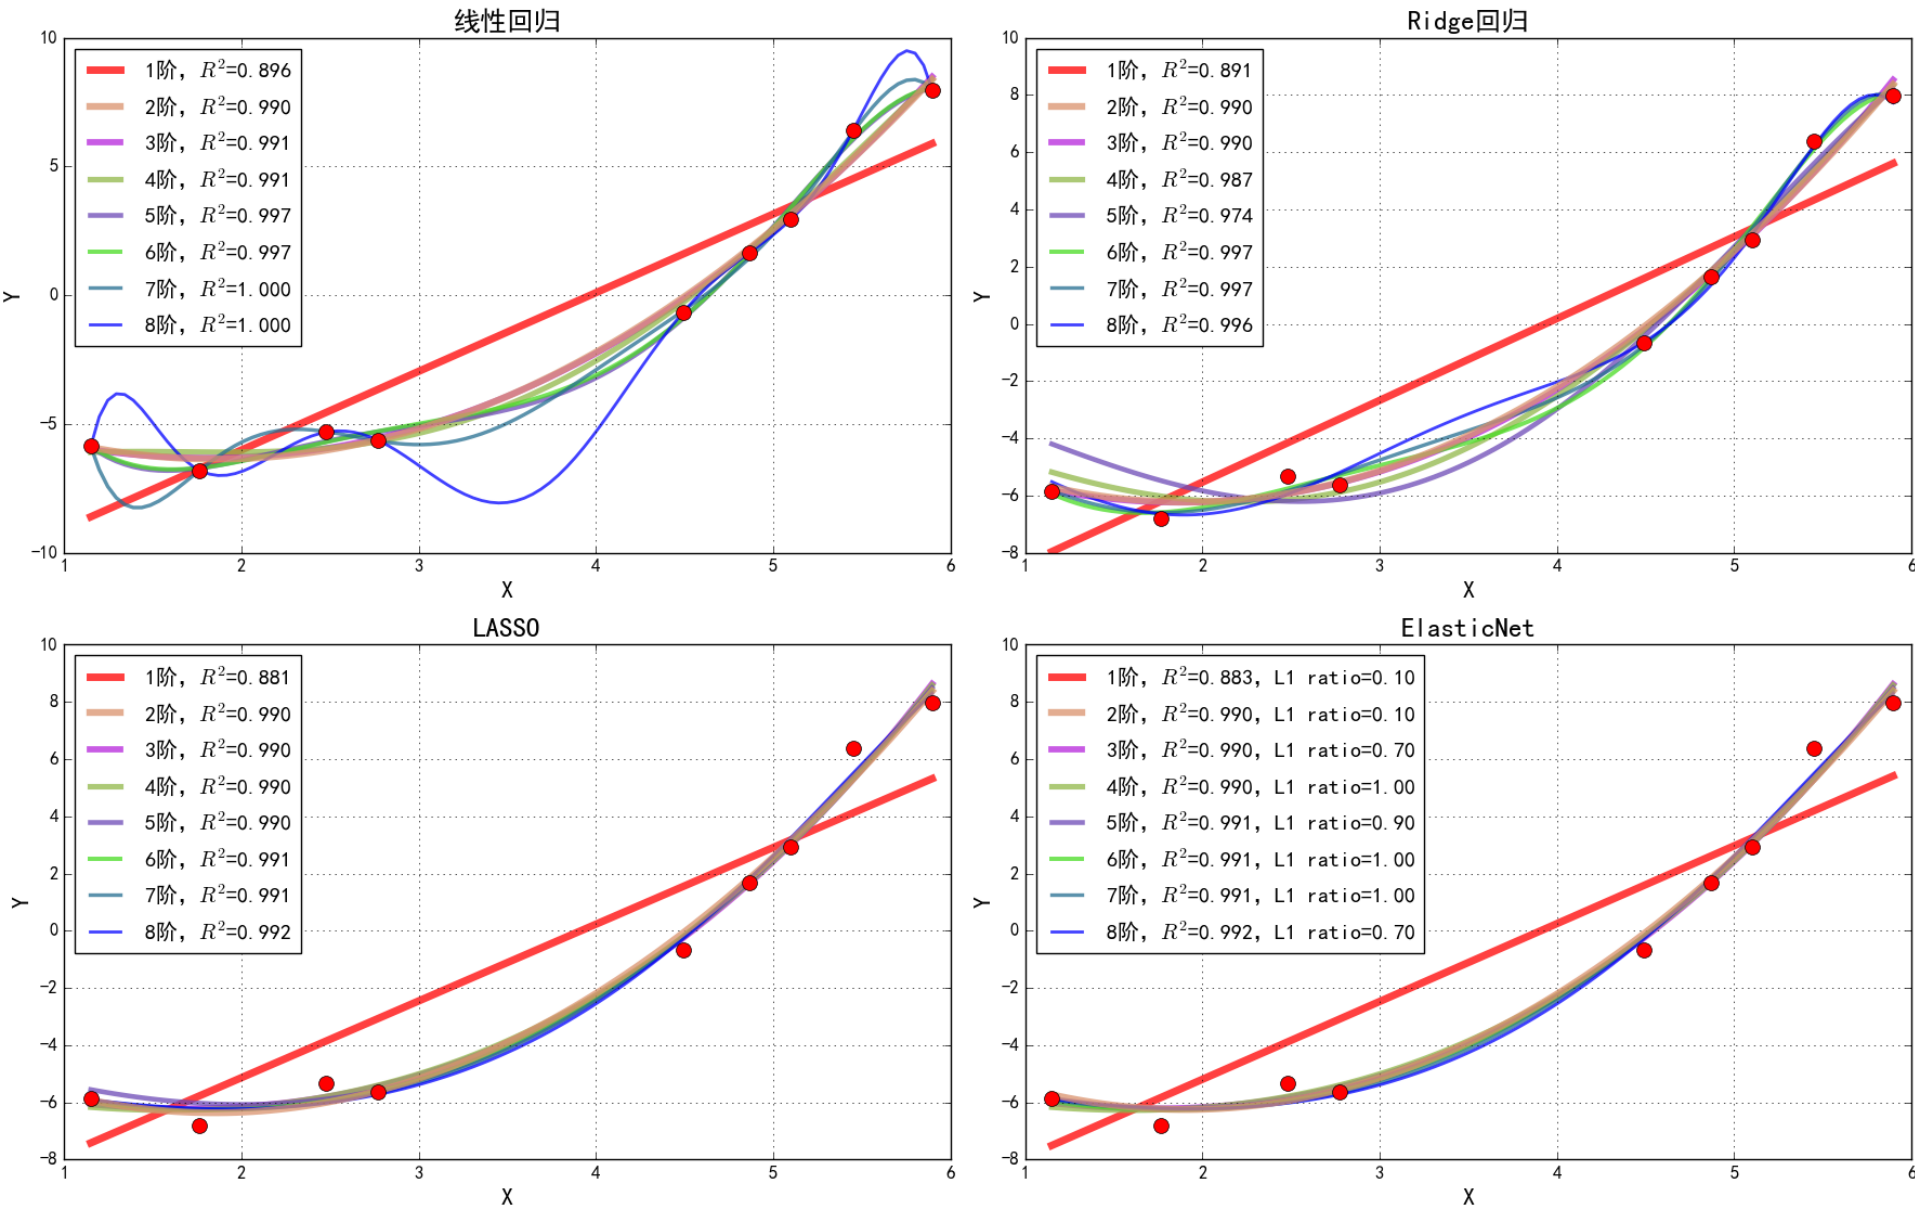 线性回归
10
5
0
−5
−10
Y
1阶，R²=0.896
2阶，R²=0.990
3阶，R²=0.991
4阶，R²=0.991
5阶，R²=0.997
6阶，R²=0.997
7阶，R²=1.000
8阶，R²=1.000
1 2 3 4 5 6
X
Ridge回归
10
8
6
4
2
0
−2
−4
−6
−8
Y
1阶，R²=0.891
2阶，R²=0.990
3阶，R²=0.990
4阶，R²=0.987
5阶，R²=0.974
6阶，R²=0.997
7阶，R²=0.997
8阶，R²=0.996
1 2 3 4 5 6
X
LASSO
10
8
6
4
2
0
−2
−4
−6
−8
Y
1阶，R²=0.881
2阶，R²=0.990
3阶，R²=0.990
4阶，R²=0.990
5阶，R²=0.990
6阶，R²=0.991
7阶，R²=0.991
8阶，R²=0.992
1 2 3 4 5 6
X
ElasticNet
10
8
6
4
2
0
−2
−4
−6
−8
Y
1阶，R²=0.883，L1 ratio=0.10
2阶，R²=0.990，L1 ratio=0.10
3阶，R²=0.990，L1 ratio=0.70
4阶，R²=0.990，L1 ratio=1.00
5阶，R²=0.991，L1 ratio=0.90
6阶，R²=0.991，L1 ratio=1.00
7阶，R²=0.991，L1 ratio=1.00
8阶，R²=0.992，L1 ratio=0.70
1 2 3 4 5 6
X